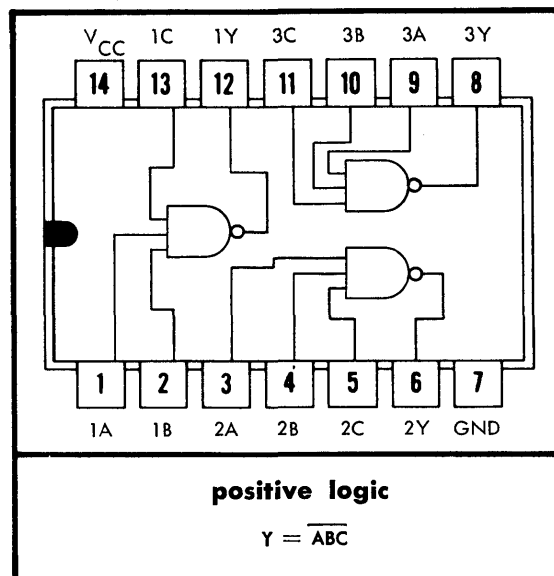 VCC 1C 1Y 3C 3B 3A 3Y
14 13 12 11 10 9 8
1 2 3 4 5 6 7
1A 1B 2A 2B 2C 2Y GND
positive logic
Y = \overline{ABC}